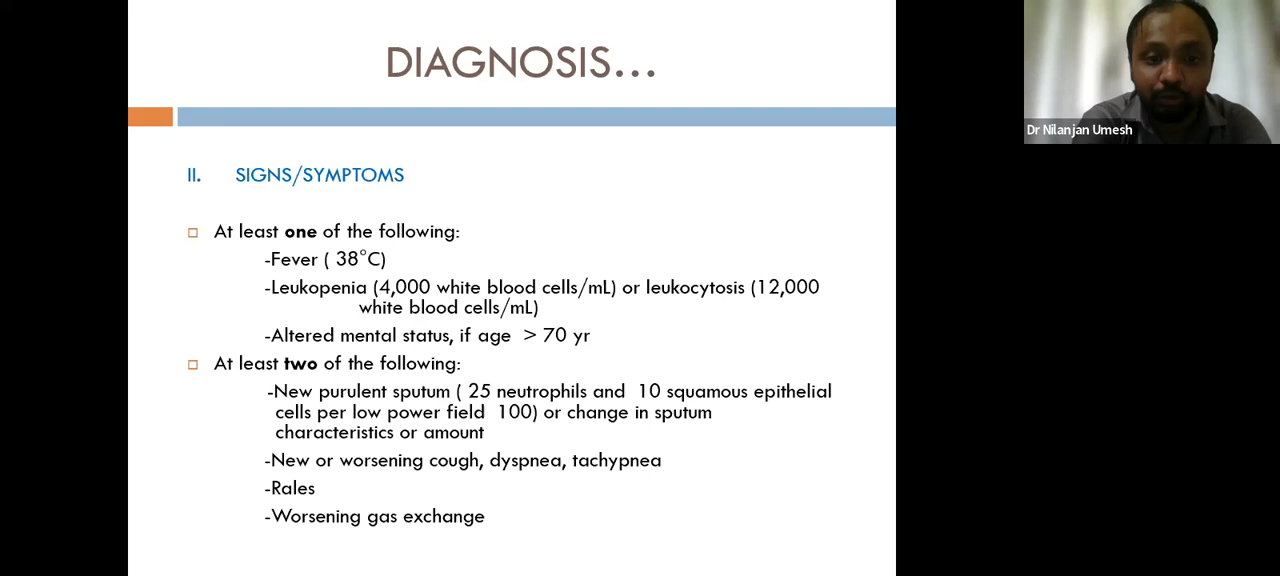 DIAGNOSIS...
Dr Nilanjan Umesh
II. SIGNS/SYMPTOMS
At least one of the following:
-Fever ( 38°C)
-Leukopenia (4,000 white blood cells/mL) or leukocytosis (12,000
white blood cells/mL)
-Altered mental status, if age > 70 yr
At least two of the following:
-New purulent sputum ( 25 neutrophils and 10 squamous epithelial
cells per low power field 100) or change in sputum
characteristics or amount
-New or worsening cough, dyspnea, tachypnea
-Rales
-Worsening gas exchange